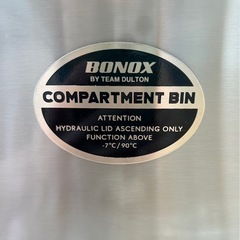 BONOX
BY TEAM DULTON
COMPARTMENT BIN
ATTENTION
HYDRAULIC LID ASCENDING ONLY
FUNCTION ABOVE
-7°C/90°C